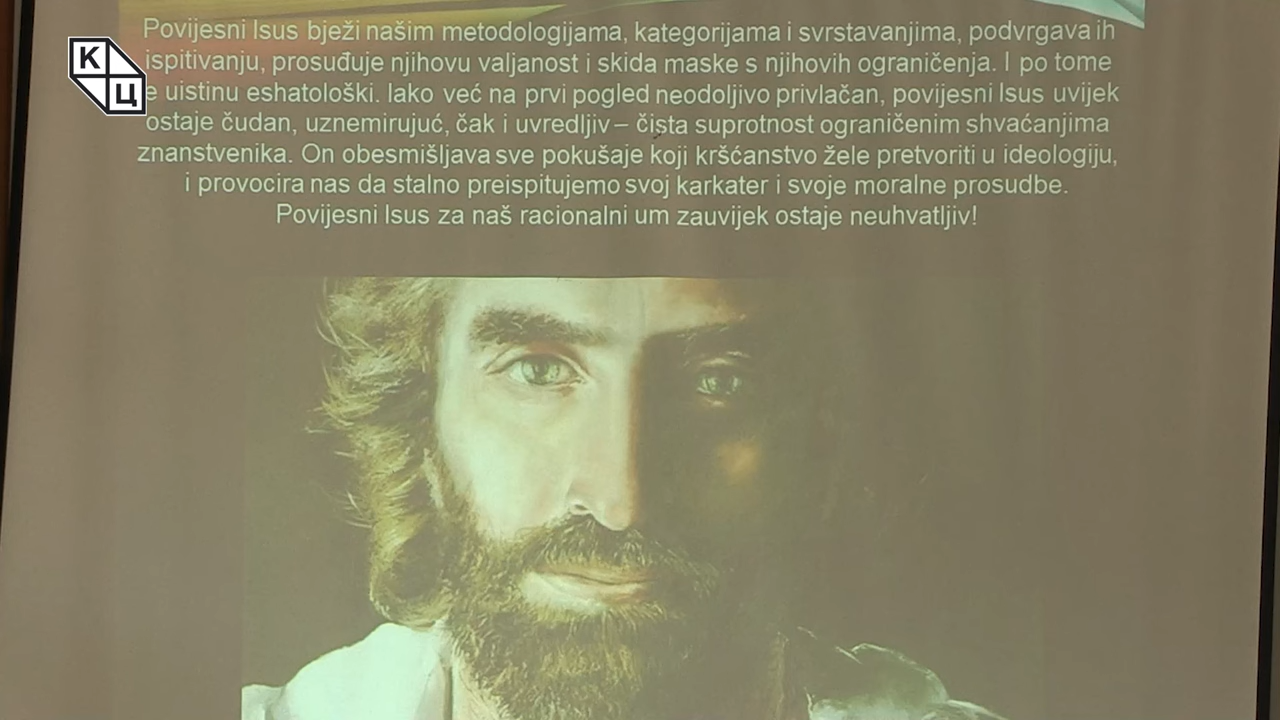 Povijesni Isus bježi našim metodologijama, kategorijama i svrstavanjima, podvrgava ih
К
ispitivanju, prosuđuje njihovu valjanost i skida maske s njihovih ograničenja. I po tome
Ц
e uistinu eshatološki. Iako već na prvi pogled neodoljivo privlačan, povijesni Isus uvijek
ostaje čudan, uznemirujuć, čak i uvredljiv – čista suprotnost ograničenim shvaćanjima
znanstvenika. On obesmišljava sve pokušaje koji kršćanstvo žele pretvoriti u ideologiju,
i provocira nas da stalno preispitujemo svoj karkater i svoje moralne prosudbe.
Povijesni Isus za naš racionalni um zauvijek ostaje neuhvatljiv!